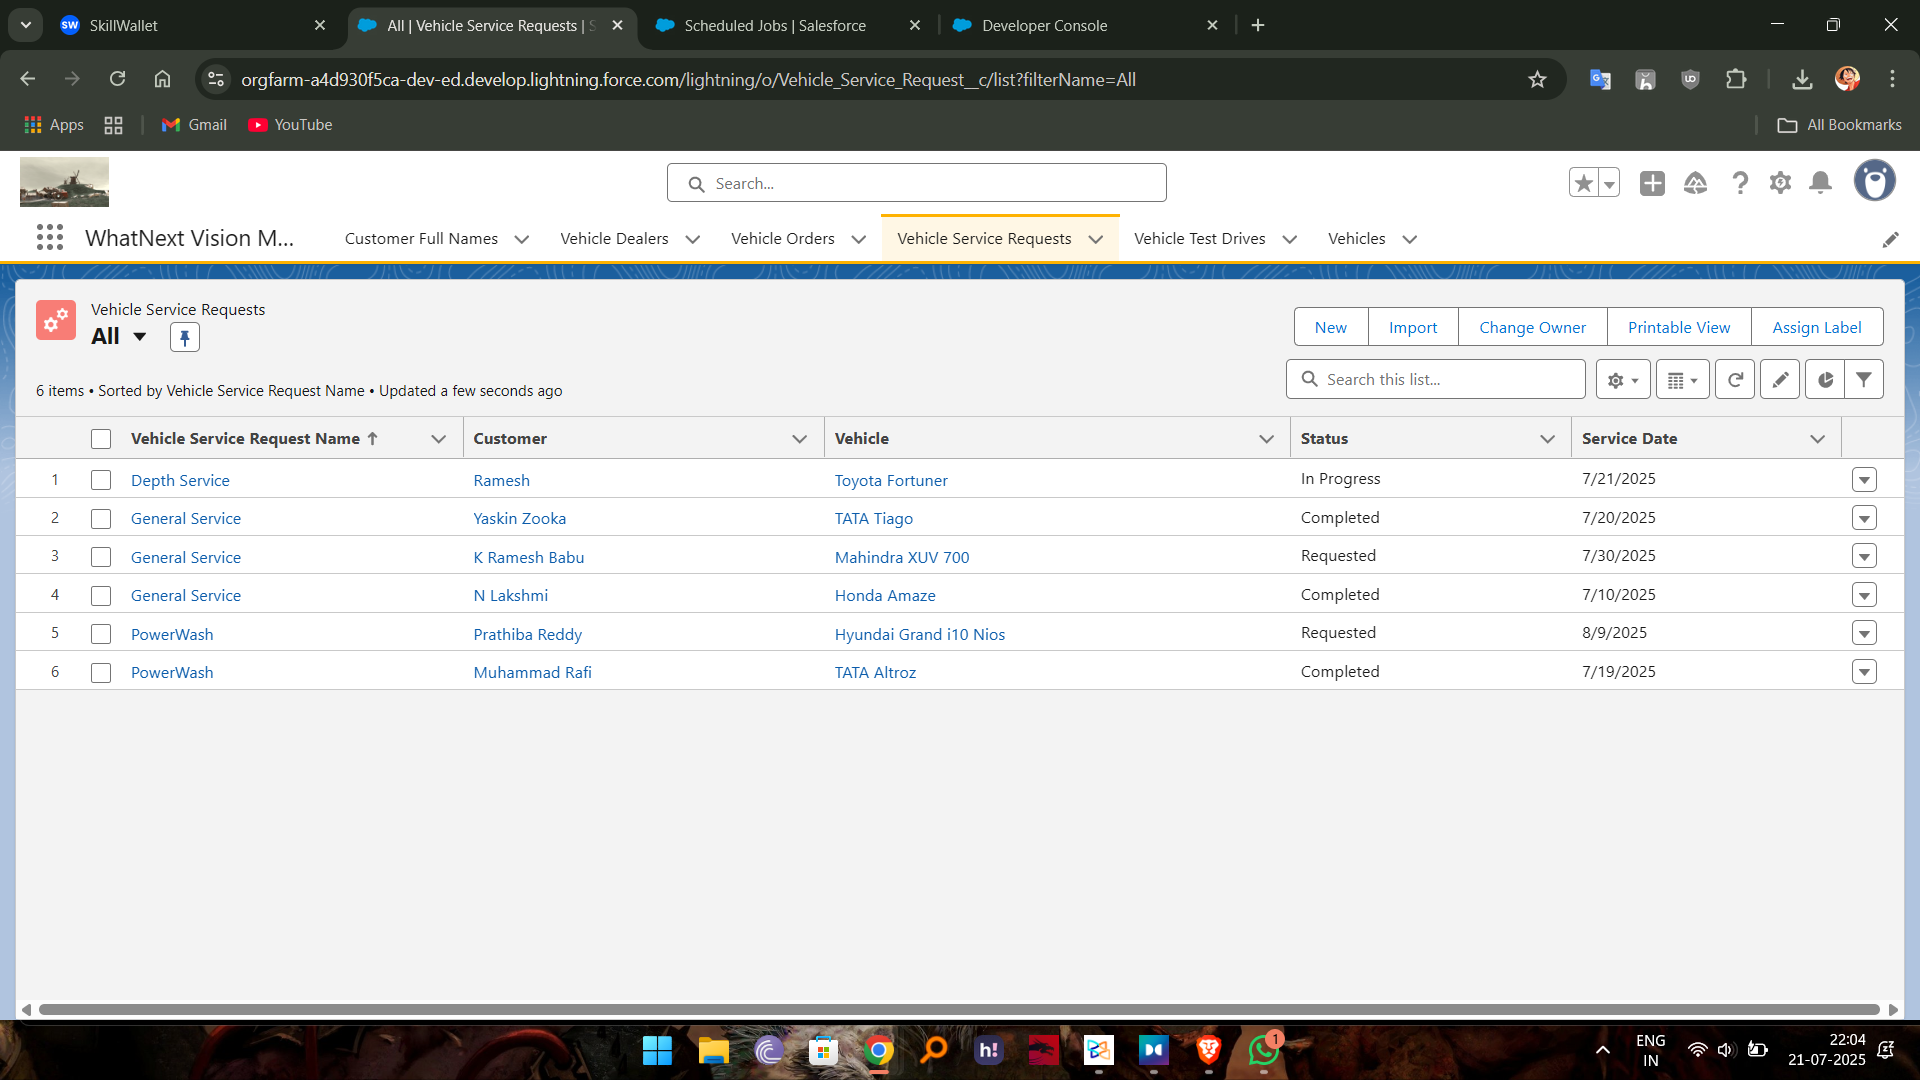 SW SkillWallet
All | Vehicle Service Requests | S
Scheduled Jobs | Salesforce
Developer Console
orgfarm-a4d930f5ca-dev-ed.develop.lightning.force.com/lightning/o/Vehicle_Service_Request__c/list?filterName=All
Apps
Gmail
YouTube
All Bookmarks
Search...
WhatNext Vision M...
Customer Full Names
Vehicle Dealers
Vehicle Orders
Vehicle Service Requests
Vehicle Test Drives
Vehicles
Vehicle Service Requests
All
New Import Change Owner Printable View Assign Label
6 items • Sorted by Vehicle Service Request Name • Updated a few seconds ago
Search this list...
Vehicle Service Request Name ↑ Customer Vehicle Status Service Date
1 Depth Service Ramesh Toyota Fortuner In Progress 7/21/2025
2 General Service Yaskin Zooka TATA Tiago Completed 7/20/2025
3 General Service K Ramesh Babu Mahindra XUV 700 Requested 7/30/2025
4 General Service N Lakshmi Honda Amaze Completed 7/10/2025
5 PowerWash Prathiba Reddy Hyundai Grand i10 Nios Requested 8/9/2025
6 PowerWash Muhammad Rafi TATA Altroz Completed 7/19/2025
h!
1
ENG
IN
22:04
21-07-2025